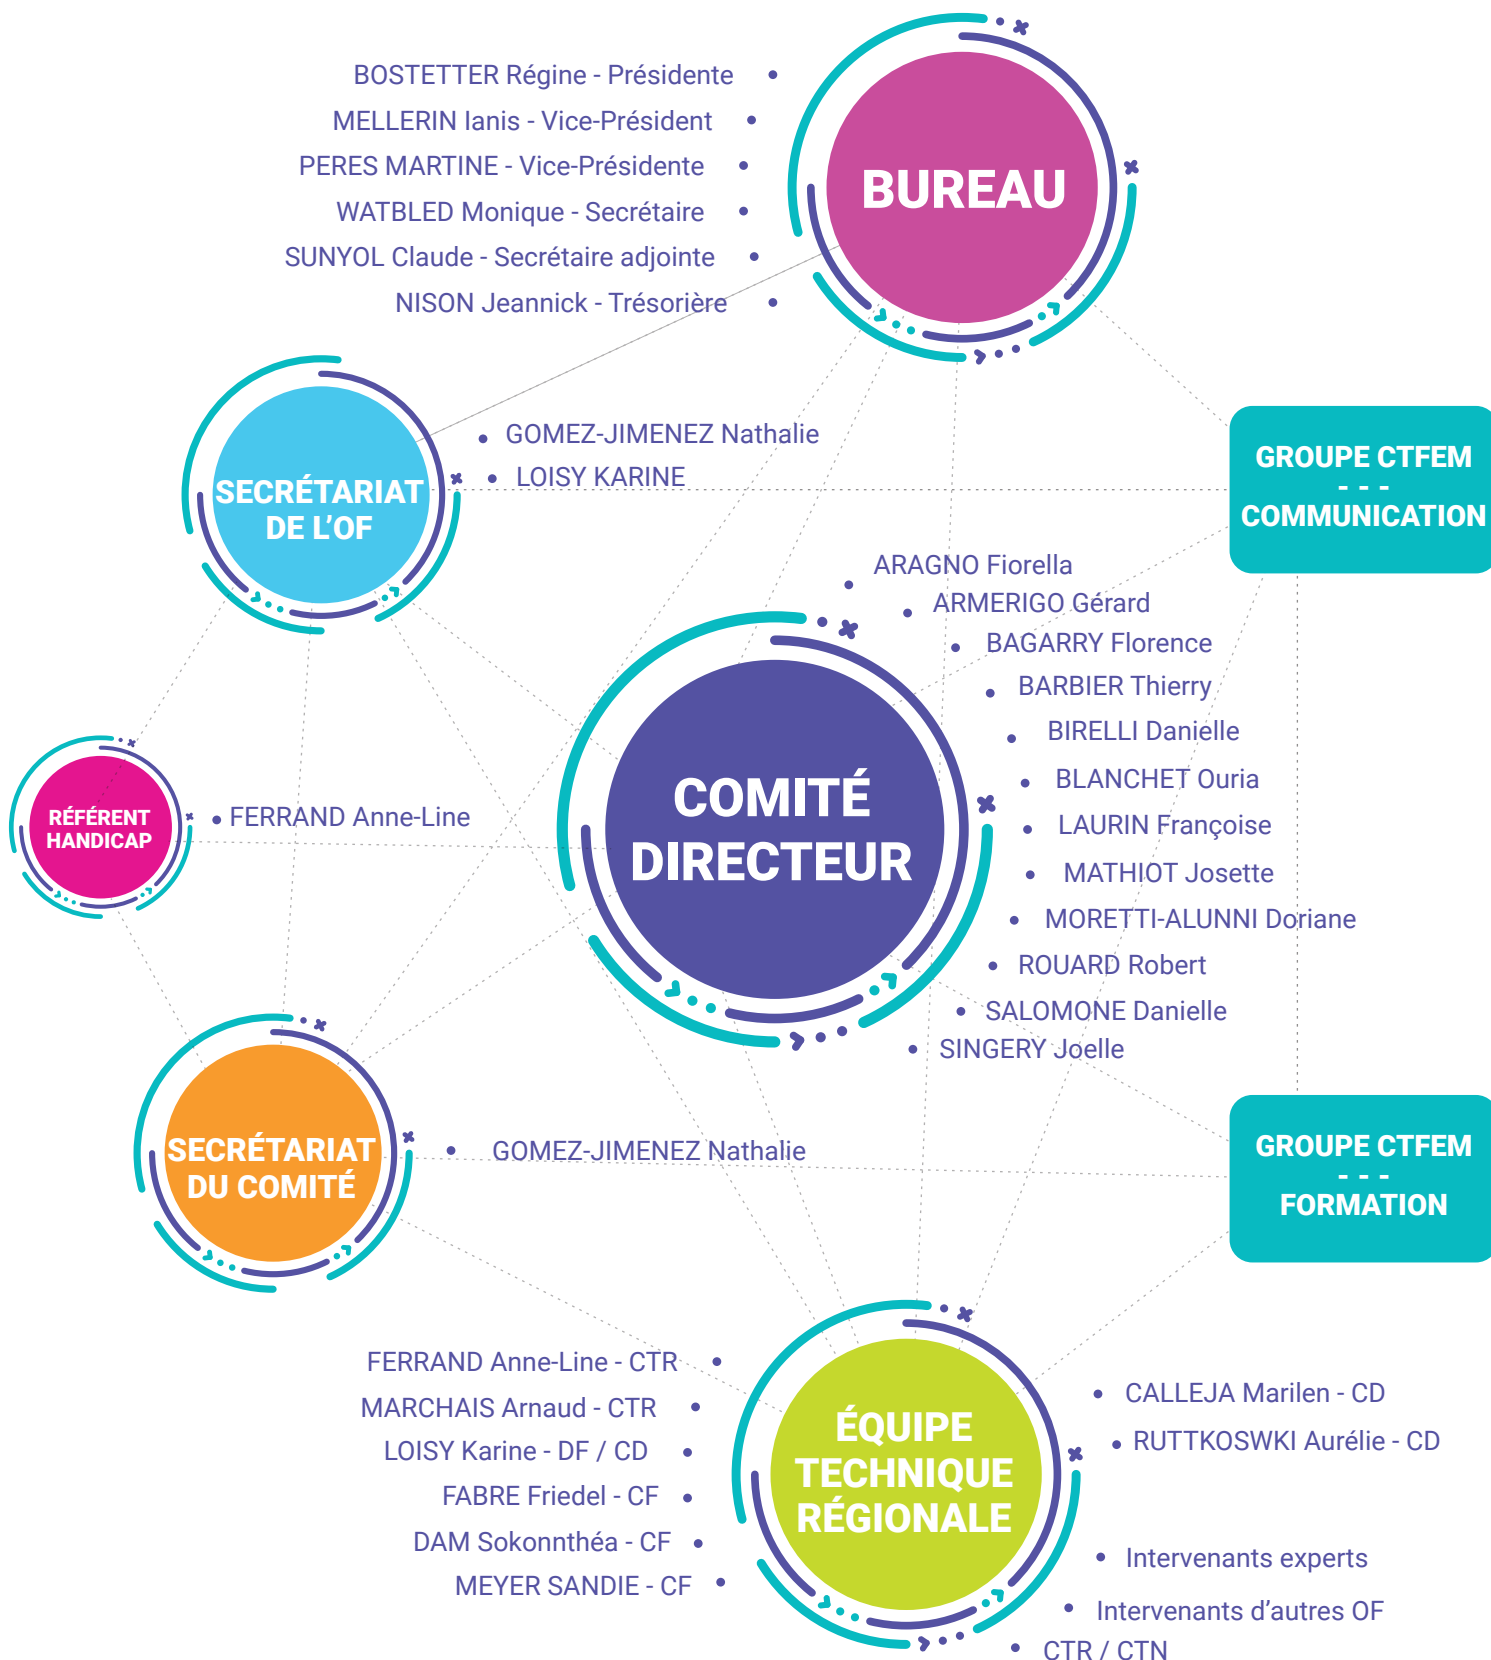 BOSTETTER Régine - Présidente
MELLERIN Ianis - Vice-Président
PERES MARTINE - Vice-Présidente
WATBLED Monique - Secrétaire
SUNYOL Claude - Secrétaire adjointe
NISON Jeannick - Trésorière
BUREAU
SECRÉTARIAT
DE L'OF
GOMEZ-JIMENEZ Nathalie
LOISY KARINE
GROUPE CTFEM
- - -
COMMUNICATION
ARAGNO Fiorella
ARMERIGO Gérard
BAGARRY Florence
BARBIER Thierry
BIRELLI Danielle
BLANCHET Ouria
LAURIN Françoise
MATHIOT Josette
MORETTI-ALUNNI Doriane
ROUARD Robert
SALOMONE Danielle
SINGERY Joelle
COMITÉ
DIRECTEUR
RÉFÉRENT
HANDICAP
FERRAND Anne-Line
SECRÉTARIAT
DU COMITÉ
GOMEZ-JIMENEZ Nathalie
GROUPE CTFEM
- - -
FORMATION
FERRAND Anne-Line - CTR
MARCHAIS Arnaud - CTR
LOISY Karine - DF / CD
FABRE Friedel - CF
DAM Sokonnthéa - CF
MEYER SANDIE - CF
ÉQUIPE
TECHNIQUE
RÉGIONALE
CALLEJA Marilen - CD
RUTTKOSWKI Aurélie - CD
Intervenants experts
Intervenants d'autres OF
CTR / CTN